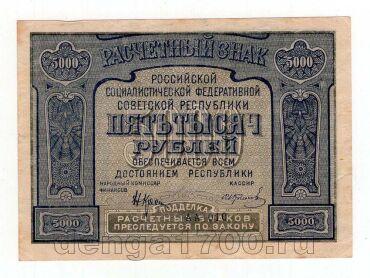 РАСЧЕТНЫЙ ЗНАК
5000 5000
РОССИЙСКОЙ
СОЦИАЛИСТИЧЕСКОЙ ФЕДЕРАТИВНОЙ
СОВЕТСКОЙ РЕСПУБЛИКИ
ПЯТЬ ТЫСЯЧ
РУБЛЕЙ
ОБЕСПЕЧИВАЕТСЯ ВСЕМ
ДОСТОЯНИЕМ РЕСПУБЛИКИ
НАРОДНЫЙ КОМИССАР КАССИР
ФИНАНСОВ
ПОДДЕЛКА
5000 РАСЧЕТНЫХ ЗНАКОВ 5000
ПРЕСЛЕДУЕТСЯ ПО ЗАКОНУ
denga1700.ru